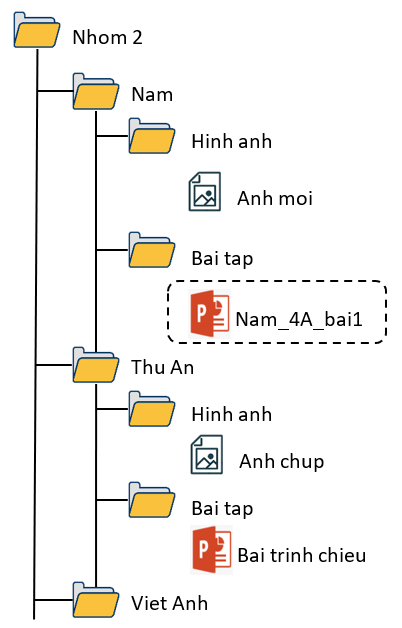 Nhom 2
Nam
Hinh anh
Anh moi
Bai tap
Nam_4A_bai1
Thu An
Hinh anh
Anh chup
Bai tap
Bai trinh chieu
Viet Anh